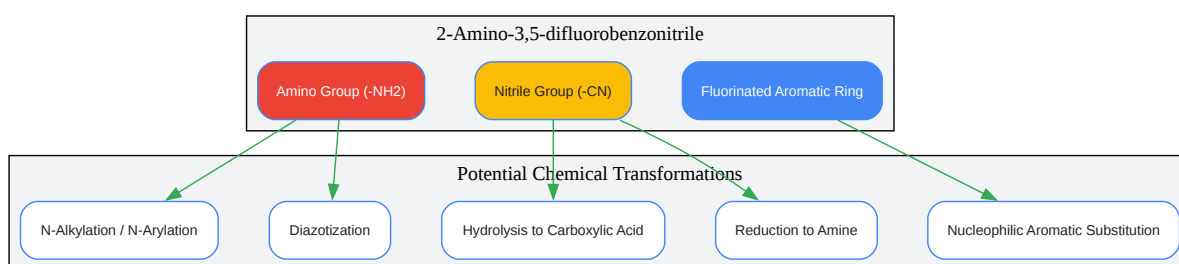 2-Amino-3,5-difluorobenzonitrile
Amino Group (-NH2)
Nitrile Group (-CN)
Fluorinated Aromatic Ring
Potential Chemical Transformations
N-Alkylation / N-Arylation
Diazotization
Hydrolysis to Carboxylic Acid
Reduction to Amine
Nucleophilic Aromatic Substitution